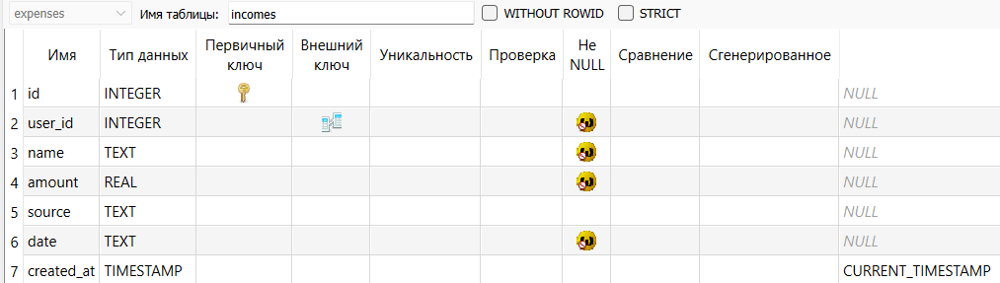 expenses Имя таблицы: incomes WITHOUT ROWID STRICT
Имя Тип данных Первичный ключ Внешний ключ Уникальность Проверка Не NULL Сравнение Сгенерированное
1 id INTEGER NULL
2 user_id INTEGER NULL
3 name TEXT NULL
4 amount REAL NULL
5 source TEXT NULL
6 date TEXT NULL
7 created_at TIMESTAMP CURRENT_TIMESTAMP